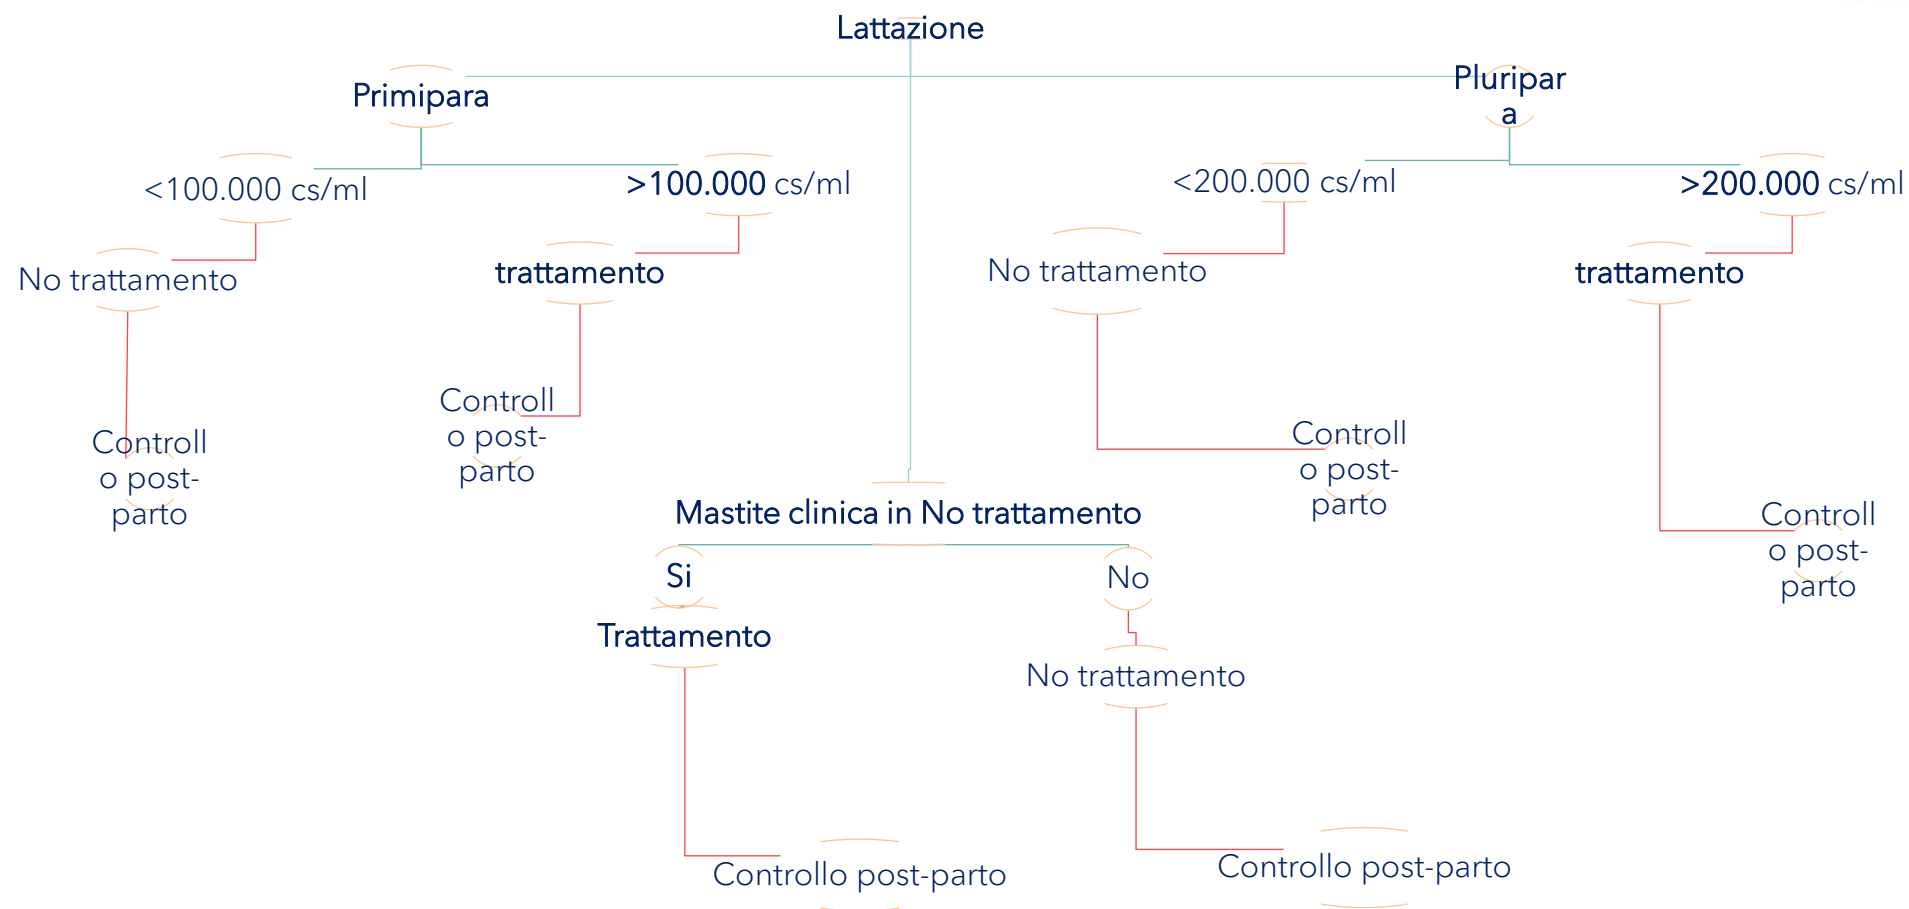 Lattazione
Primipara
Pluripar
a
<100.000 cs/ml
>100.000 cs/ml
<200.000 cs/ml
>200.000 cs/ml
No trattamento
trattamento
No trattamento
trattamento
Controll
o post-
parto
Controll
o post-
parto
Controll
o post-
parto
Controll
o post-
parto
Mastite clinica in No trattamento
Si
No
Trattamento
No trattamento
Controllo post-parto
Controllo post-parto